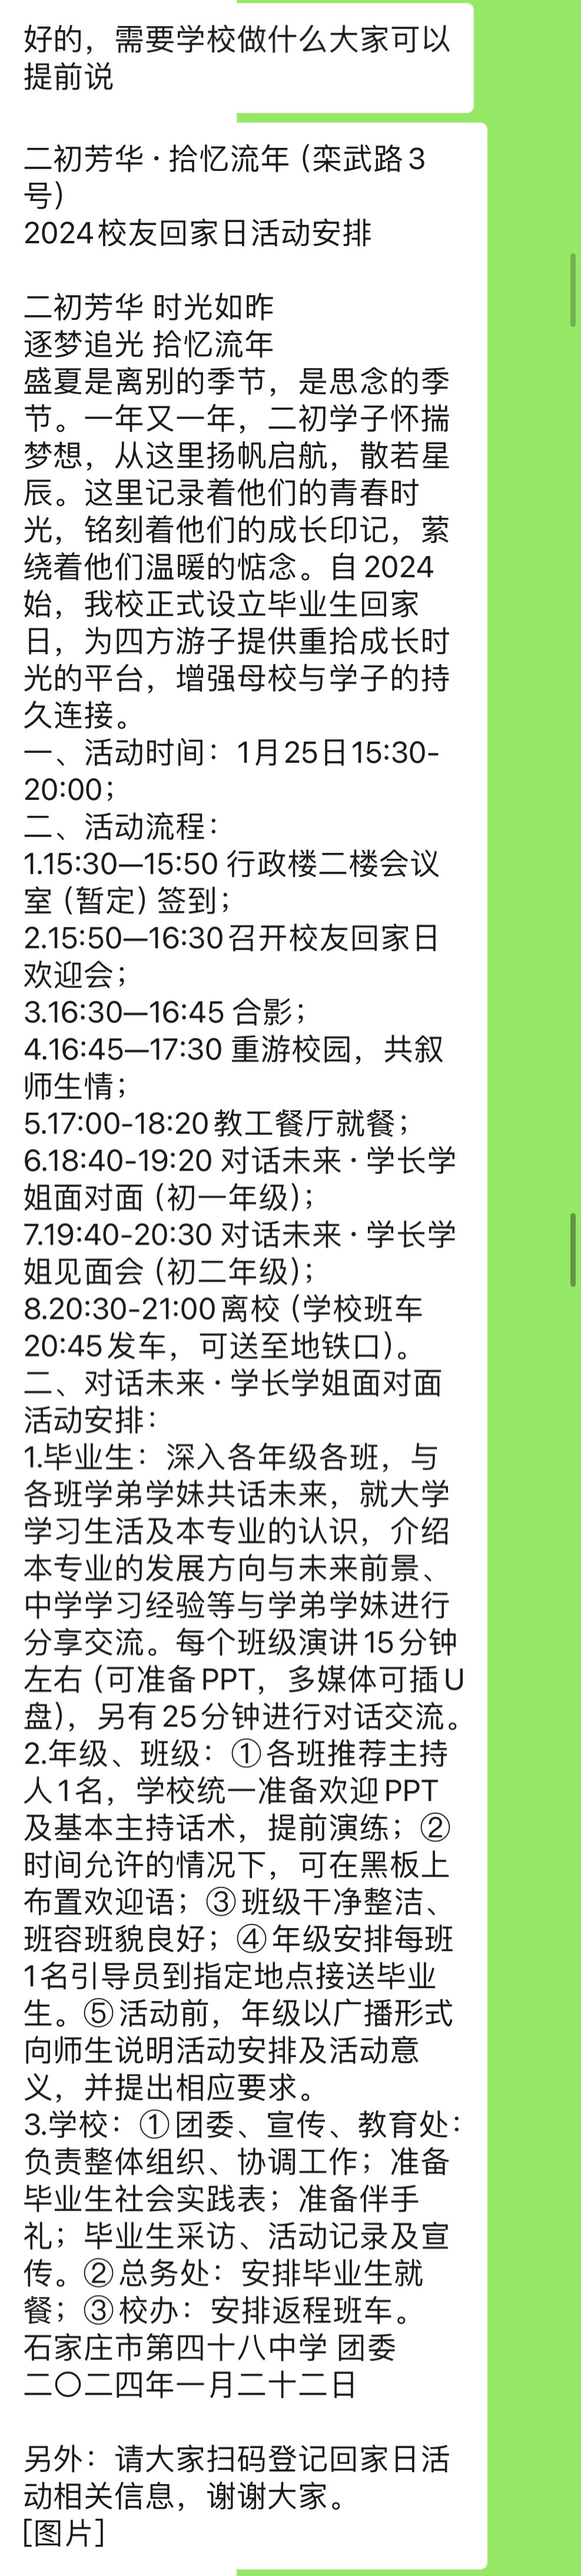 好的，需要学校做什么大家可以
提前说
二初芳华·拾忆流年（栾武路3
号）
2024校友回家日活动安排
二初芳华 时光如昨
逐梦追光 拾忆流年
盛夏是离别的季节，是思念的季
节。一年又一年，二初学子怀揣
梦想，从这里扬帆启航，散若星
辰。这里记录着他们的青春时
光，铭刻着他们的成长印记，萦
绕着他们温暖的惦念。自2024
始，我校正式设立毕业生回家
日，为四方游子提供重拾成长时
光的平台，增强母校与学子的持
久连接。
一、活动时间：1月25日15:30-
20:00；
二、活动流程：
1.15:30—15:50 行政楼二楼会议
室（暂定）签到；
2.15:50—16:30召开校友回家日
欢迎会；
3.16:30—16:45 合影；
4.16:45—17:30 重游校园，共叙
师生情；
5.17:00-18:20教工餐厅就餐；
6.18:40-19:20 对话未来·学长学
姐面对面（初一年级）；
7.19:40-20:30 对话未来·学长学
姐见面会（初二年级）；
8.20:30-21:00离校（学校班车
20:45发车，可送至地铁口）。
二、对话未来·学长学姐面对面
活动安排：
1.毕业生：深入各年级各班，与
各班学弟学妹共话未来，就大学
学习生活及本专业的认识，介绍
本专业的发展方向与未来前景、
中学学习经验等与学弟学妹进行
分享交流。每个班级演讲15分钟
左右（可准备PPT，多媒体可插U
盘），另有25分钟进行对话交流。
2.年级、班级：①各班推荐主持
人1名，学校统一准备欢迎PPT
及基本主持话术，提前演练；②
时间允许的情况下，可在黑板上
布置欢迎语；③班级干净整洁、
班容班貌良好；④年级安排每班
1名引导员到指定地点接送毕业
生。⑤活动前，年级以广播形式
向师生说明活动安排及活动意
义，并提出相应要求。
3.学校：①团委、宣传、教育处：
负责整体组织、协调工作；准备
毕业生社会实践表；准备伴手
礼；毕业生采访、活动记录及宣
传。②总务处：安排毕业生就
餐；③校办：安排返程班车。
石家庄市第四十八中学 团委
二〇二四年一月二十二日
另外：请大家扫码登记回家日活
动相关信息，谢谢大家。
[图片]